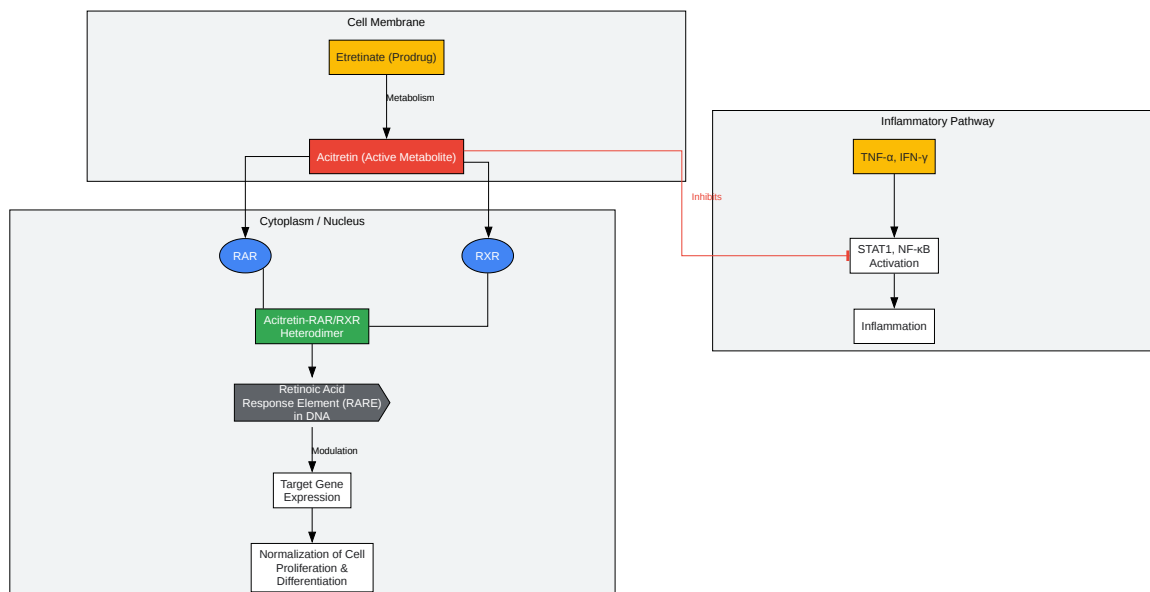 Cell Membrane
Etretinate (Prodrug)
Metabolism
Acitretin (Active Metabolite)
Inflammatory Pathway
TNF-α, IFN-γ
Inhibits
STAT1, NF-κB
Activation
Inflammation
Cytoplasm / Nucleus
RAR
RXR
Acitretin-RAR/RXR
Heterodimer
Retinoic Acid
Response Element (RARE)
in DNA
Modulation
Target Gene
Expression
Normalization of Cell
Proliferation &
Differentiation